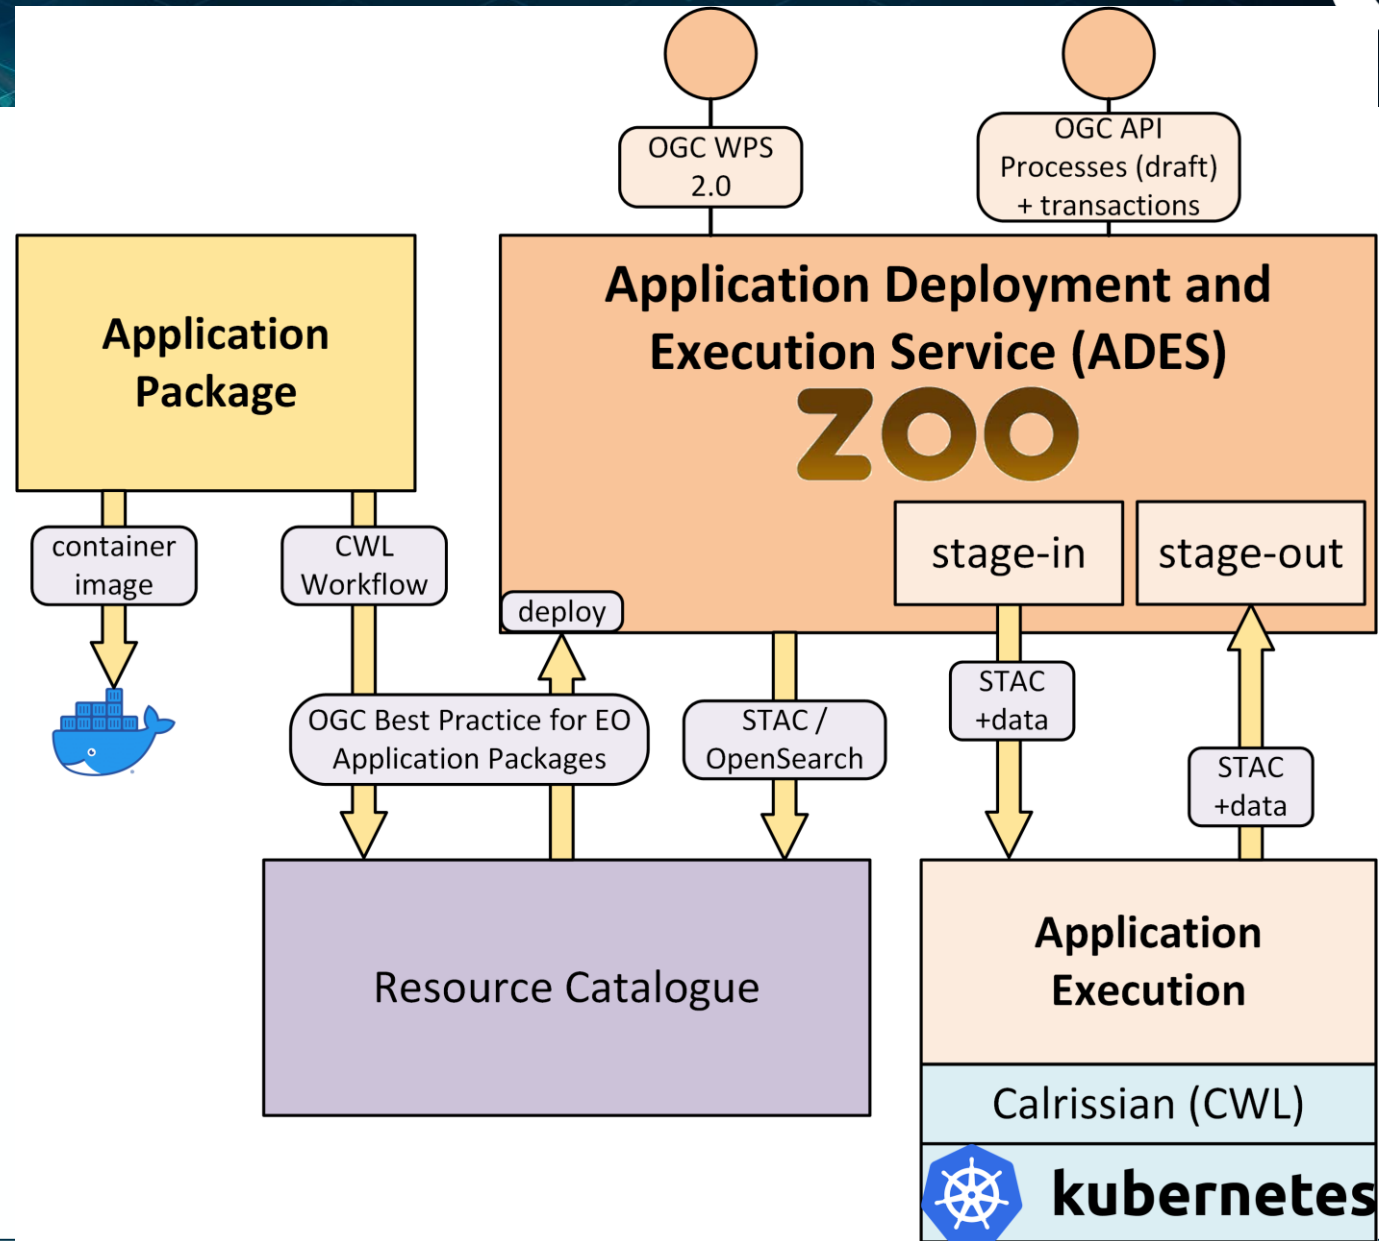 OGC WPS
2.0
OGC API
Processes (draft)
+ transactions
Application
Package
Application Deployment and
Execution Service (ADES)
ZOO
container
image
CWL
Workflow
deploy
stage-in
stage-out
OGC Best Practice for EO
Application Packages
STAC /
OpenSearch
STAC
+data
STAC
+data
Resource Catalogue
Application
Execution
Calrissian (CWL)
kubernetes